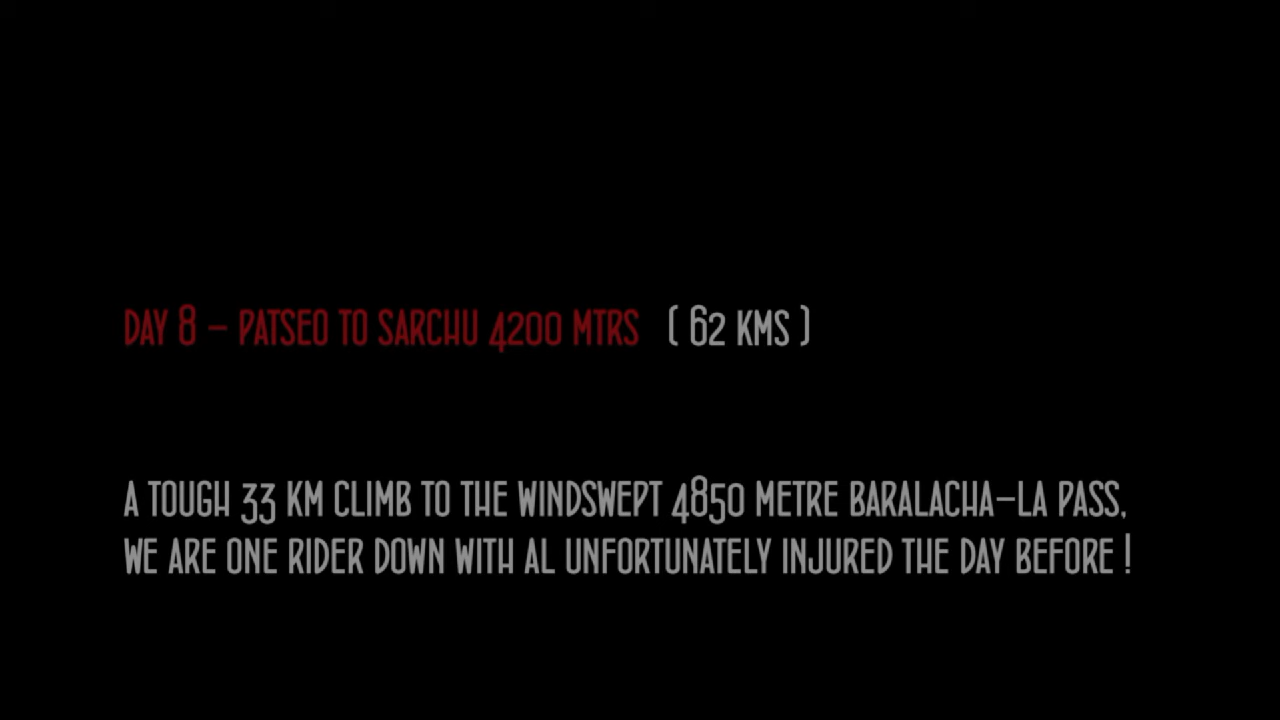 DAY 8 – PATSEO TO SARCHU 4200 MTRS ( 62 KMS )
A TOUGH 33 KM CLIMB TO THE WINDSWEPT 4850 METRE BARALACHA–LA PASS,
WE ARE ONE RIDER DOWN WITH AL UNFORTUNATELY INJURED THE DAY BEFORE !